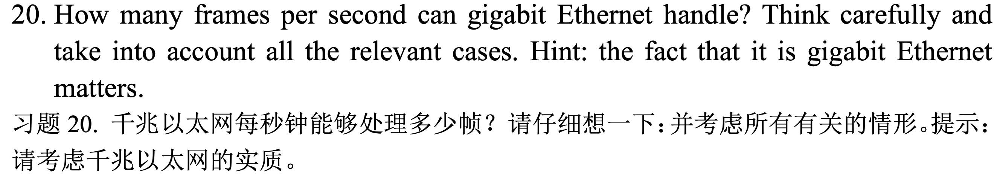 20. How many frames per second can gigabit Ethernet handle? Think carefully and
take into account all the relevant cases. Hint: the fact that it is gigabit Ethernet
matters.
习题 20. 千兆以太网每秒钟能够处理多少帧？请仔细想一下：并考虑所有有关的情形。提示：
请考虑千兆以太网的实质。